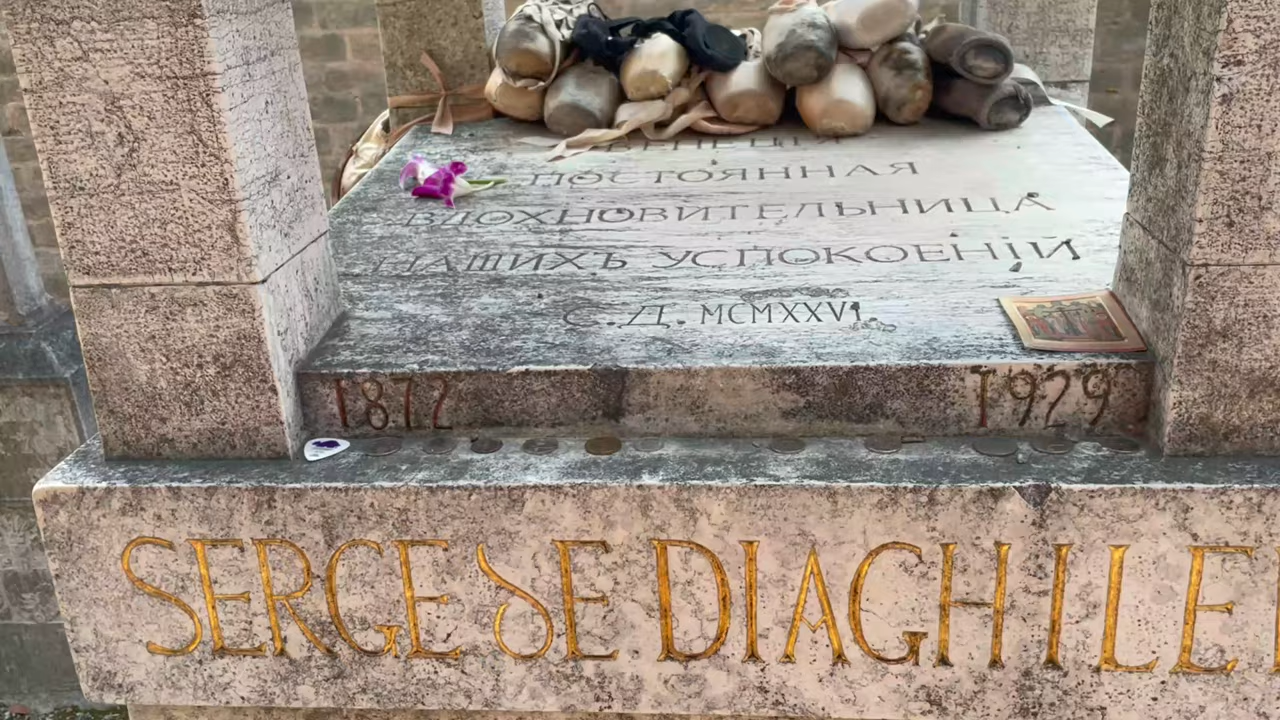 ПОСТОЯННАЯ
ВДОХНОВИТЕЛЬНИЦА
НАШИХЪ УСПОКОЕНІЙ
С.Д. MCMXXVI.
1872 1929
SERGE DE DIAGHILE